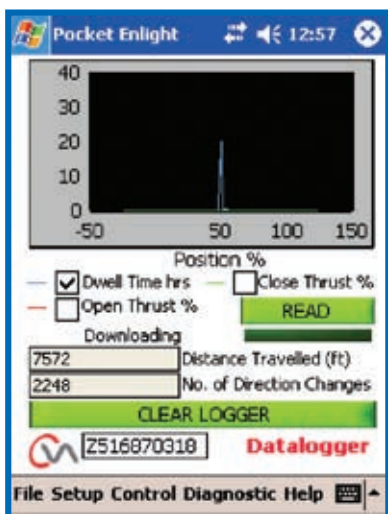 Pocket Enlight 12:57
40
30
20
10
0
-50 50 100 150
Position %
Dwell Time hrs Close Thrust %
Open Thrust % READ
Downloading
7572 Distance Travelled (ft)
2248 No. of Direction Changes
CLEAR LOGGER
Z516870318 Datalogger
File Setup Control Diagnostic Help